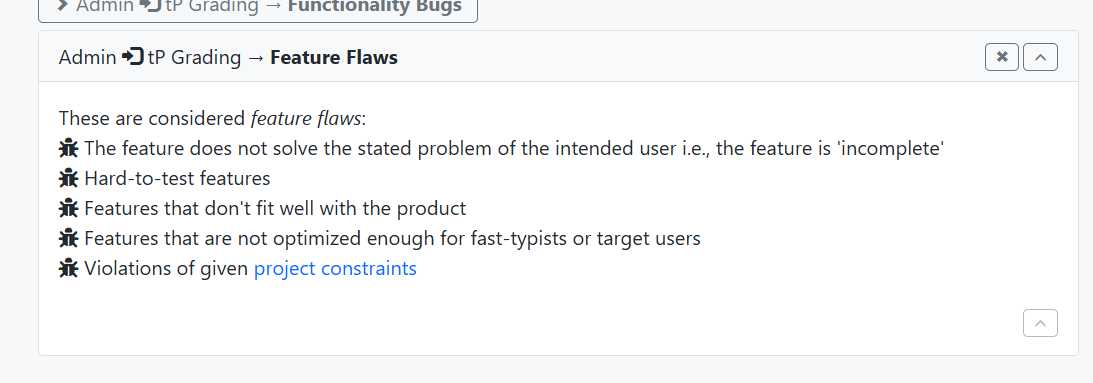 Admin tP Grading → Functionality Bugs
Admin tP Grading → Feature Flaws
These are considered feature flaws:
The feature does not solve the stated problem of the intended user i.e., the feature is 'incomplete'
Hard-to-test features
Features that don't fit well with the product
Features that are not optimized enough for fast-typists or target users
Violations of given project constraints